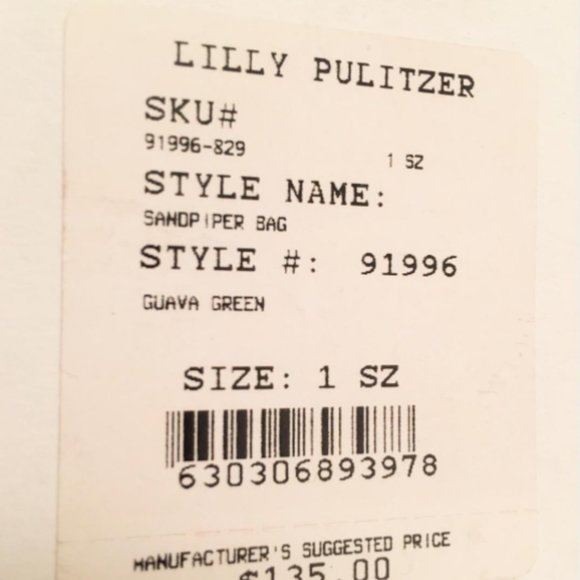 LILLY PULITZER
SKU#
91996-829 1 SZ
STYLE NAME:
SANDPIPER BAG
STYLE #: 91996
GUAVA GREEN
SIZE: 1 SZ
630306893978
MANUFACTURER'S SUGGESTED PRICE
$135.00